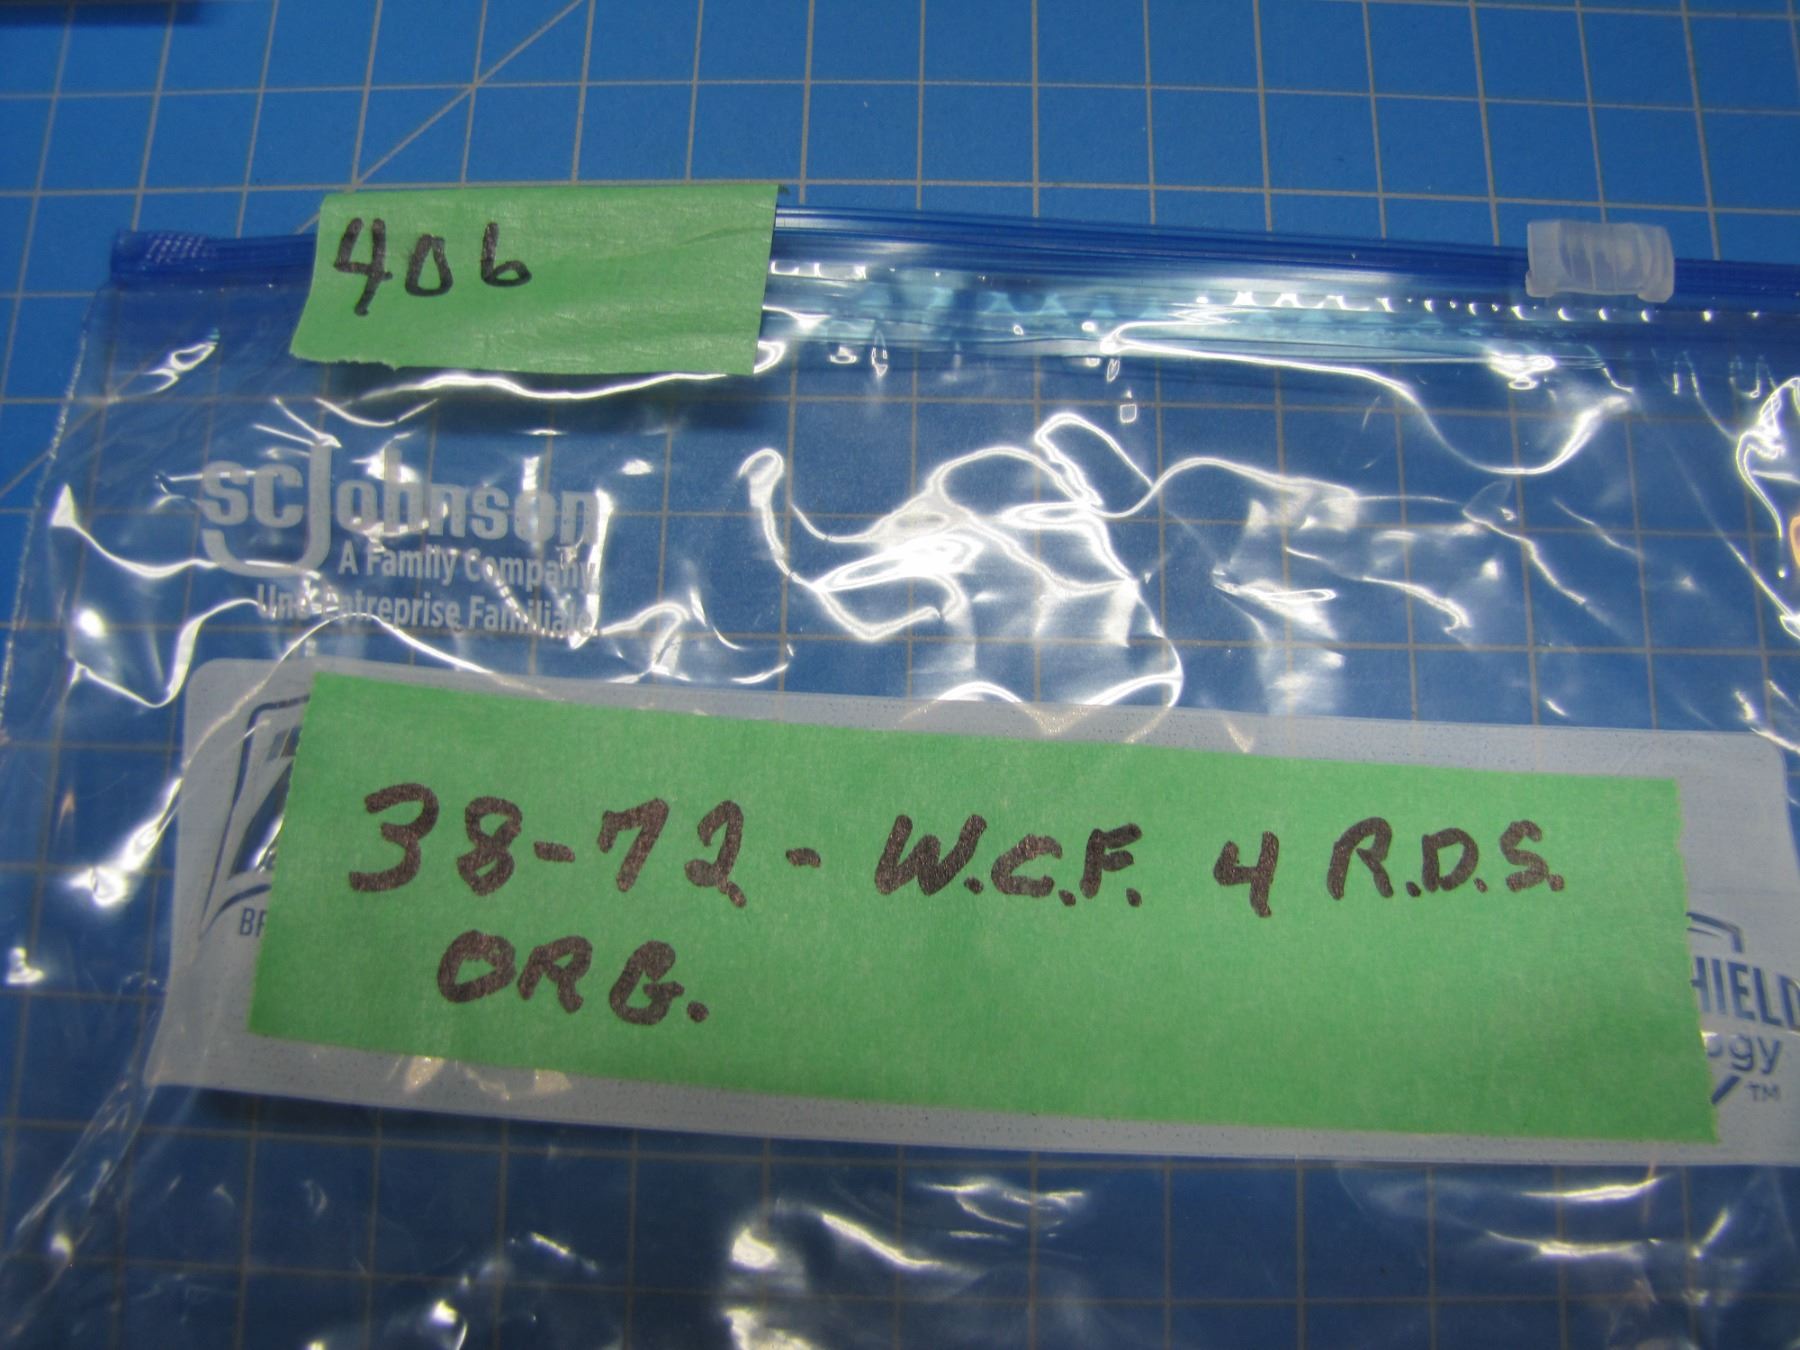 406
SC Johnson
A Family Company
Une Entreprise Familiale
38-72- W.C.F. 4 R.D.S.
ORG.